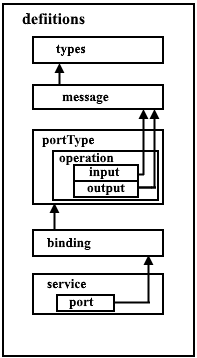 defiitions
types
message
portType
operation
input
output
binding
service
port